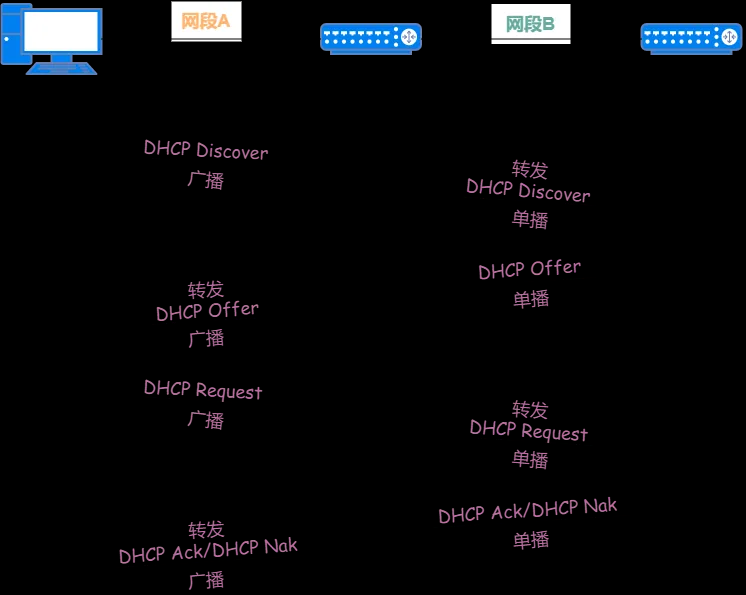 网段A
网段B
DHCP Discover
广播
转发
DHCP Discover
单播
DHCP Offer
单播
转发
DHCP Offer
广播
DHCP Request
广播
转发
DHCP Request
单播
DHCP Ack/DHCP Nak
单播
转发
DHCP Ack/DHCP Nak
广播